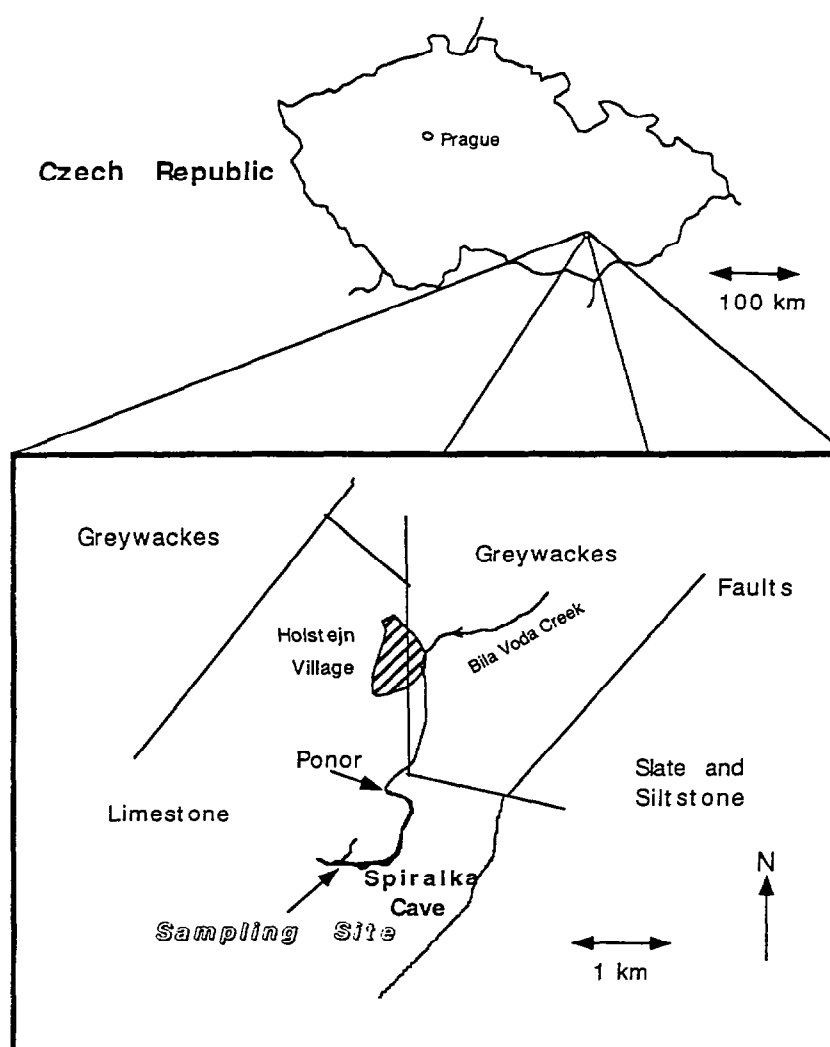 Prague
Czech Republic
100 km
Greywackes
Greywackes
Faults
Holstejn
Village
Bila Voda Creek
Ponor
Slate and
Siltstone
Limestone
Spiralka
Cave
Sampling Site
N
1 km